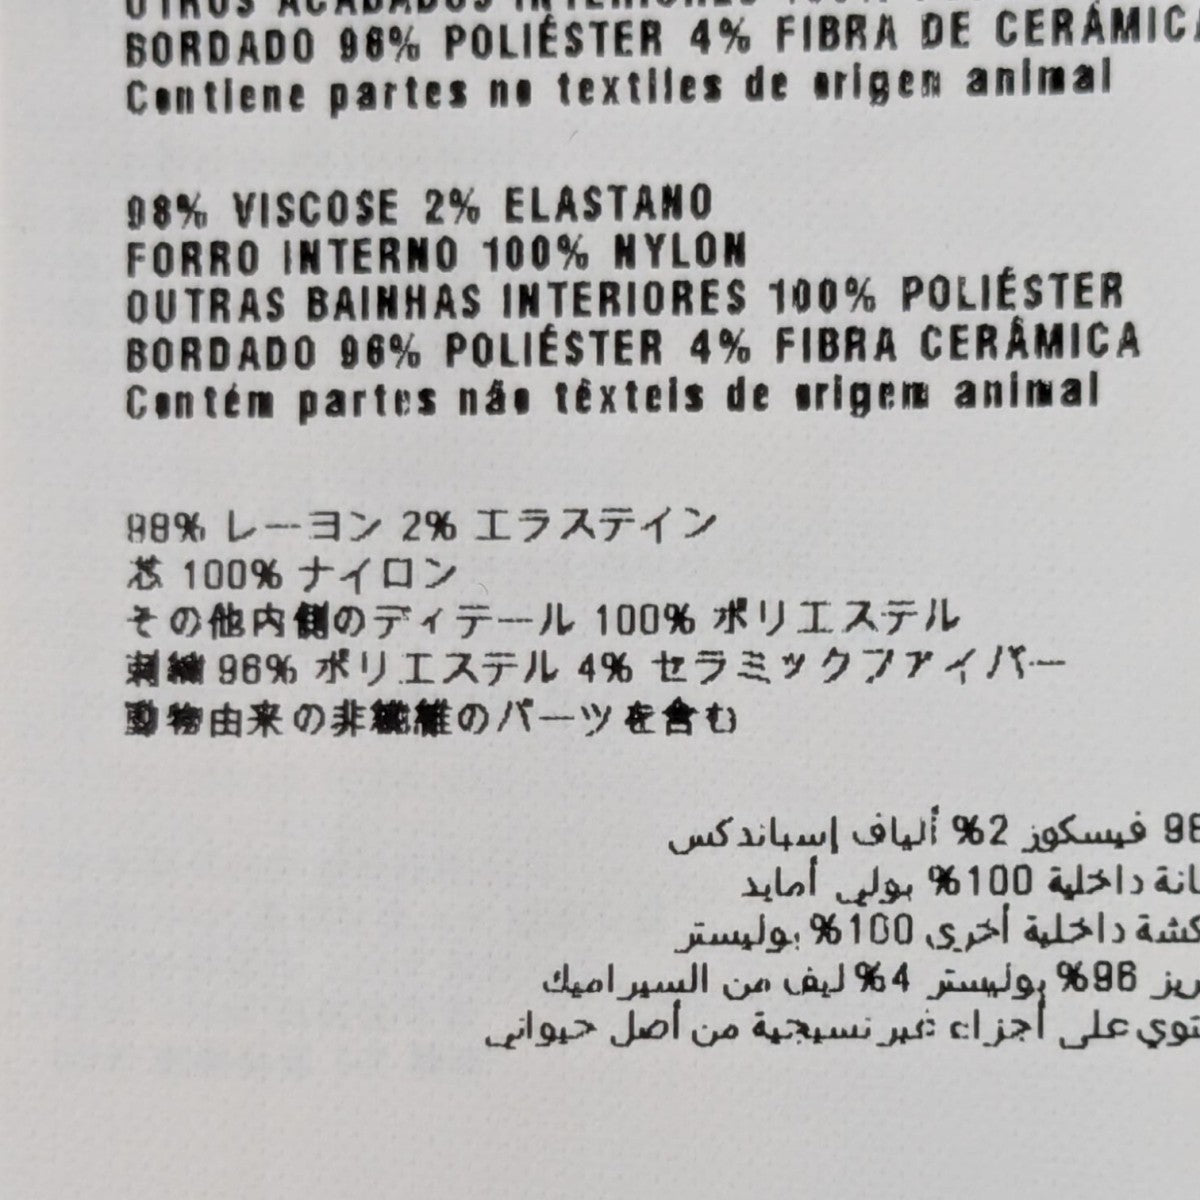 OTROS ACABADOS INTERIORES 100%
BORDADO 96% POLIÉSTER 4% FIBRA DE CERÁMICA
Contiene partes no textiles de origen animal
98% VISCOSE 2% ELASTANO
FORRO INTERNO 100% NYLON
OUTRAS BAINHAS INTERIORES 100% POLIÉSTER
BORDADO 96% POLIÉSTER 4% FIBRA CERÂMICA
Contém partes não têxteis de origem animal
98% レーヨン 2% エラステイン
芯 100% ナイロン
その他内側のディテール 100% ポリエステル
刺繍 96% ポリエステル 4% セラミックファイバー
動物由来の非繊維のパーツを含む
فيسكوز 2% ألياف إسباندكس
داخلية 100% بولي أمايد
داخلية أخرى 100% بوليستر
96% بوليستر 4% ليف من السيراميك
على أجزاء غير نسيجية من أصل حيواني